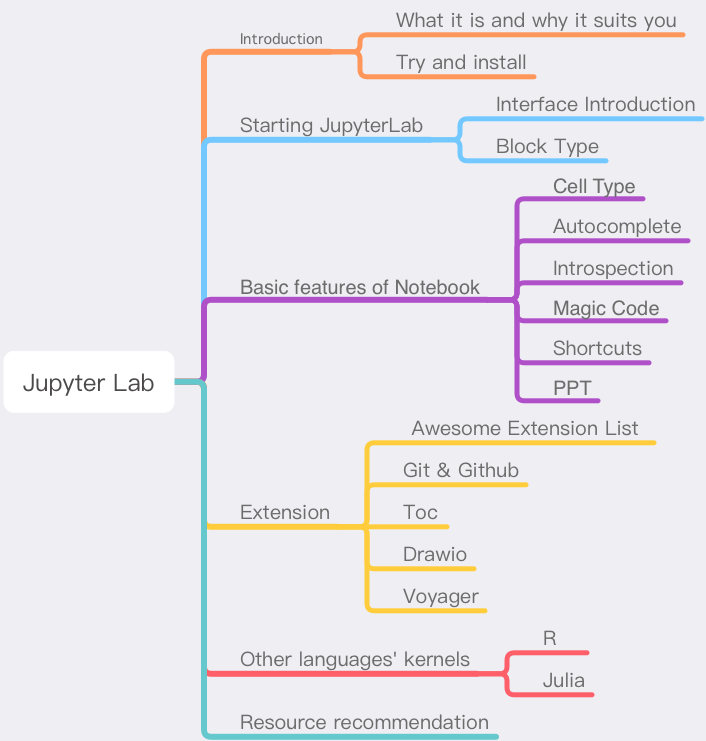 Jupyter Lab
Introduction
What it is and why it suits you
Try and install
Starting JupyterLab
Interface Introduction
Block Type
Basic features of Notebook
Cell Type
Autocomplete
Introspection
Magic Code
Shortcuts
PPT
Extension
Awesome Extension List
Git & Github
Toc
Drawio
Voyager
Other languages' kernels
R
Julia
Resource recommendation